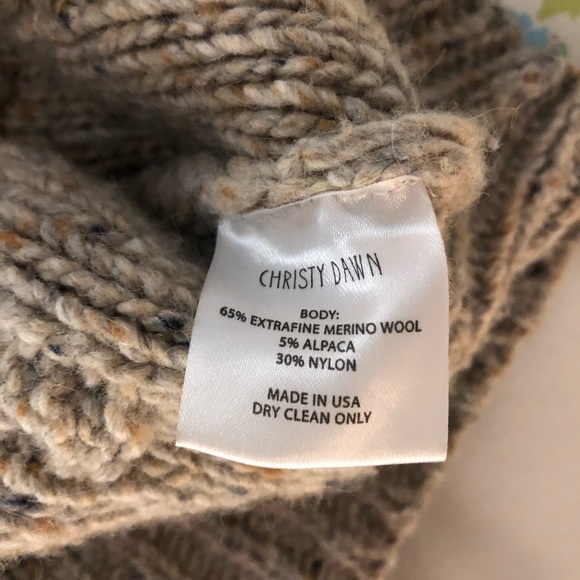 CHRISTY DAWN
BODY:
65% EXTRAFINE MERINO WOOL
5% ALPACA
30% NYLON
MADE IN USA
DRY CLEAN ONLY